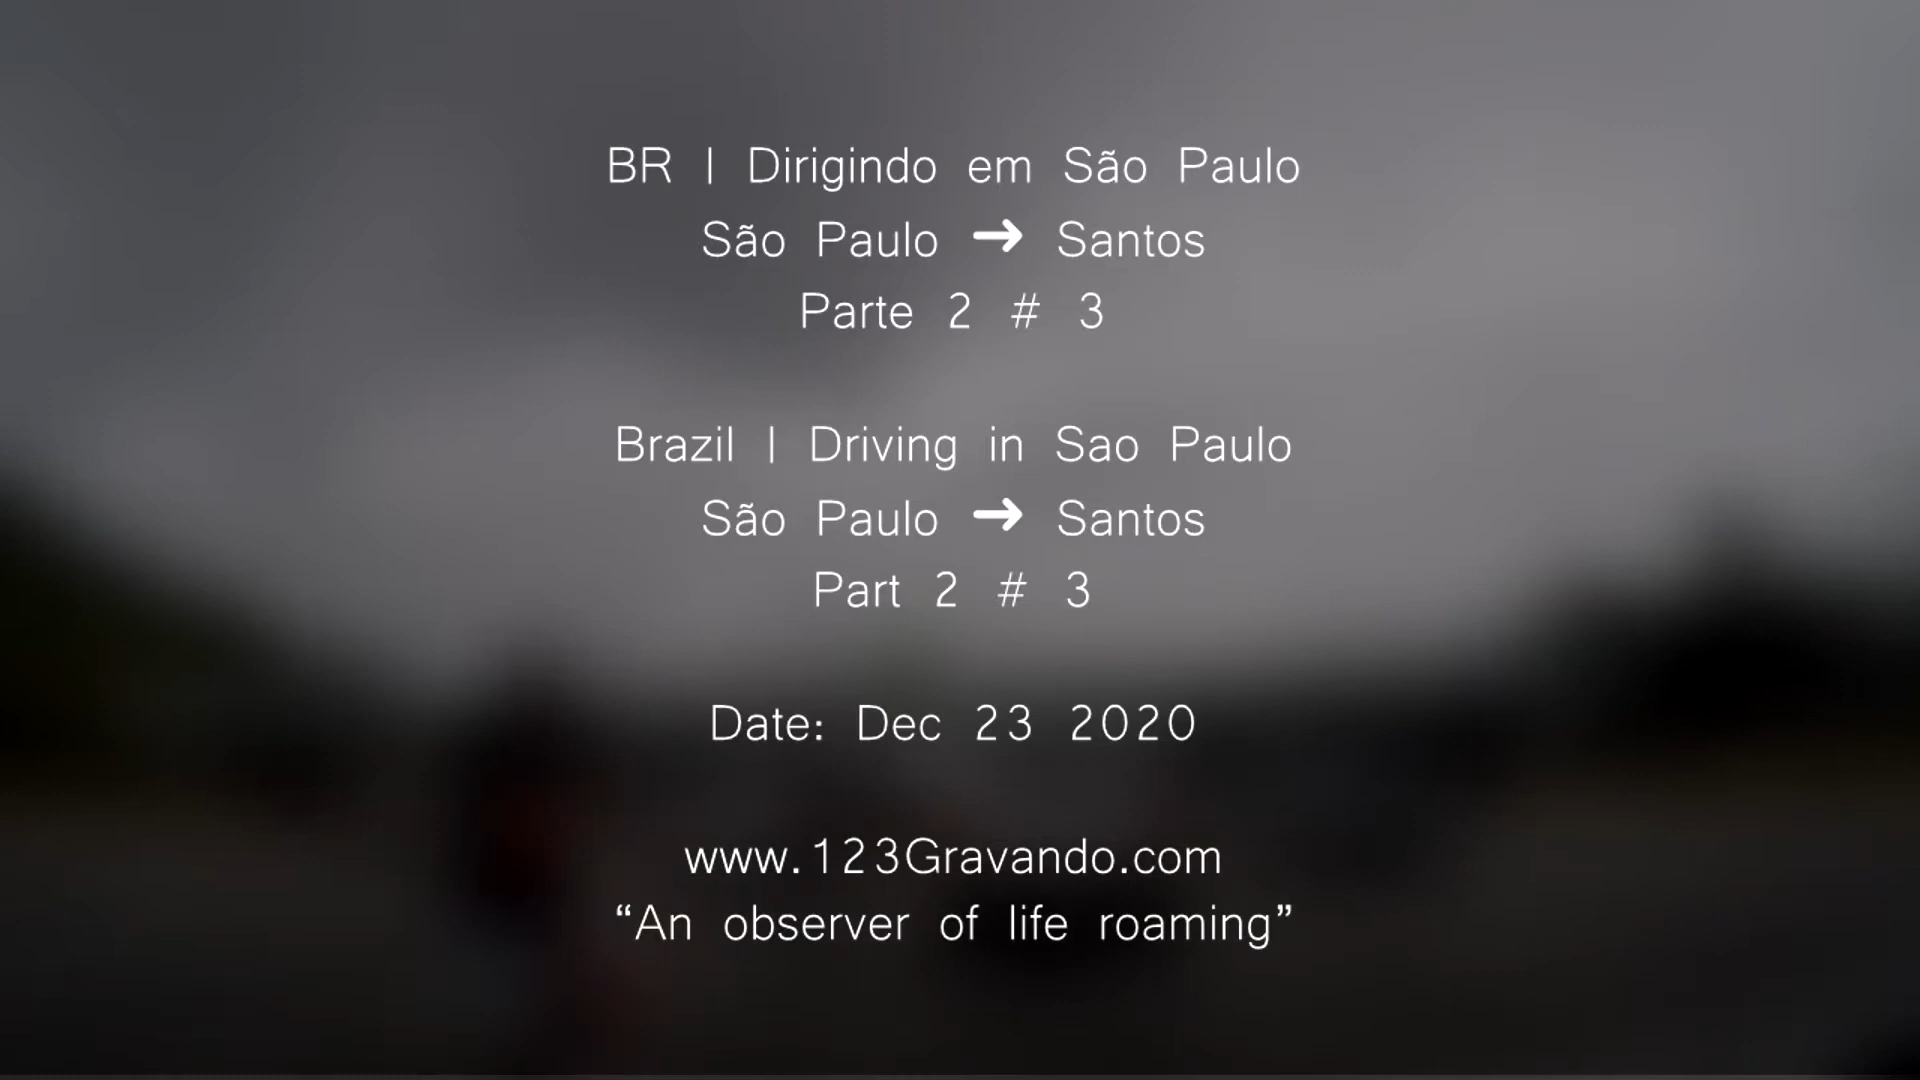 BR | Dirigindo em São Paulo
São Paulo ➔ Santos
Parte 2 # 3
Brazil | Driving in Sao Paulo
São Paulo ➔ Santos
Part 2 # 3
Date: Dec 23 2020
www.123Gravando.com
“An observer of life roaming”